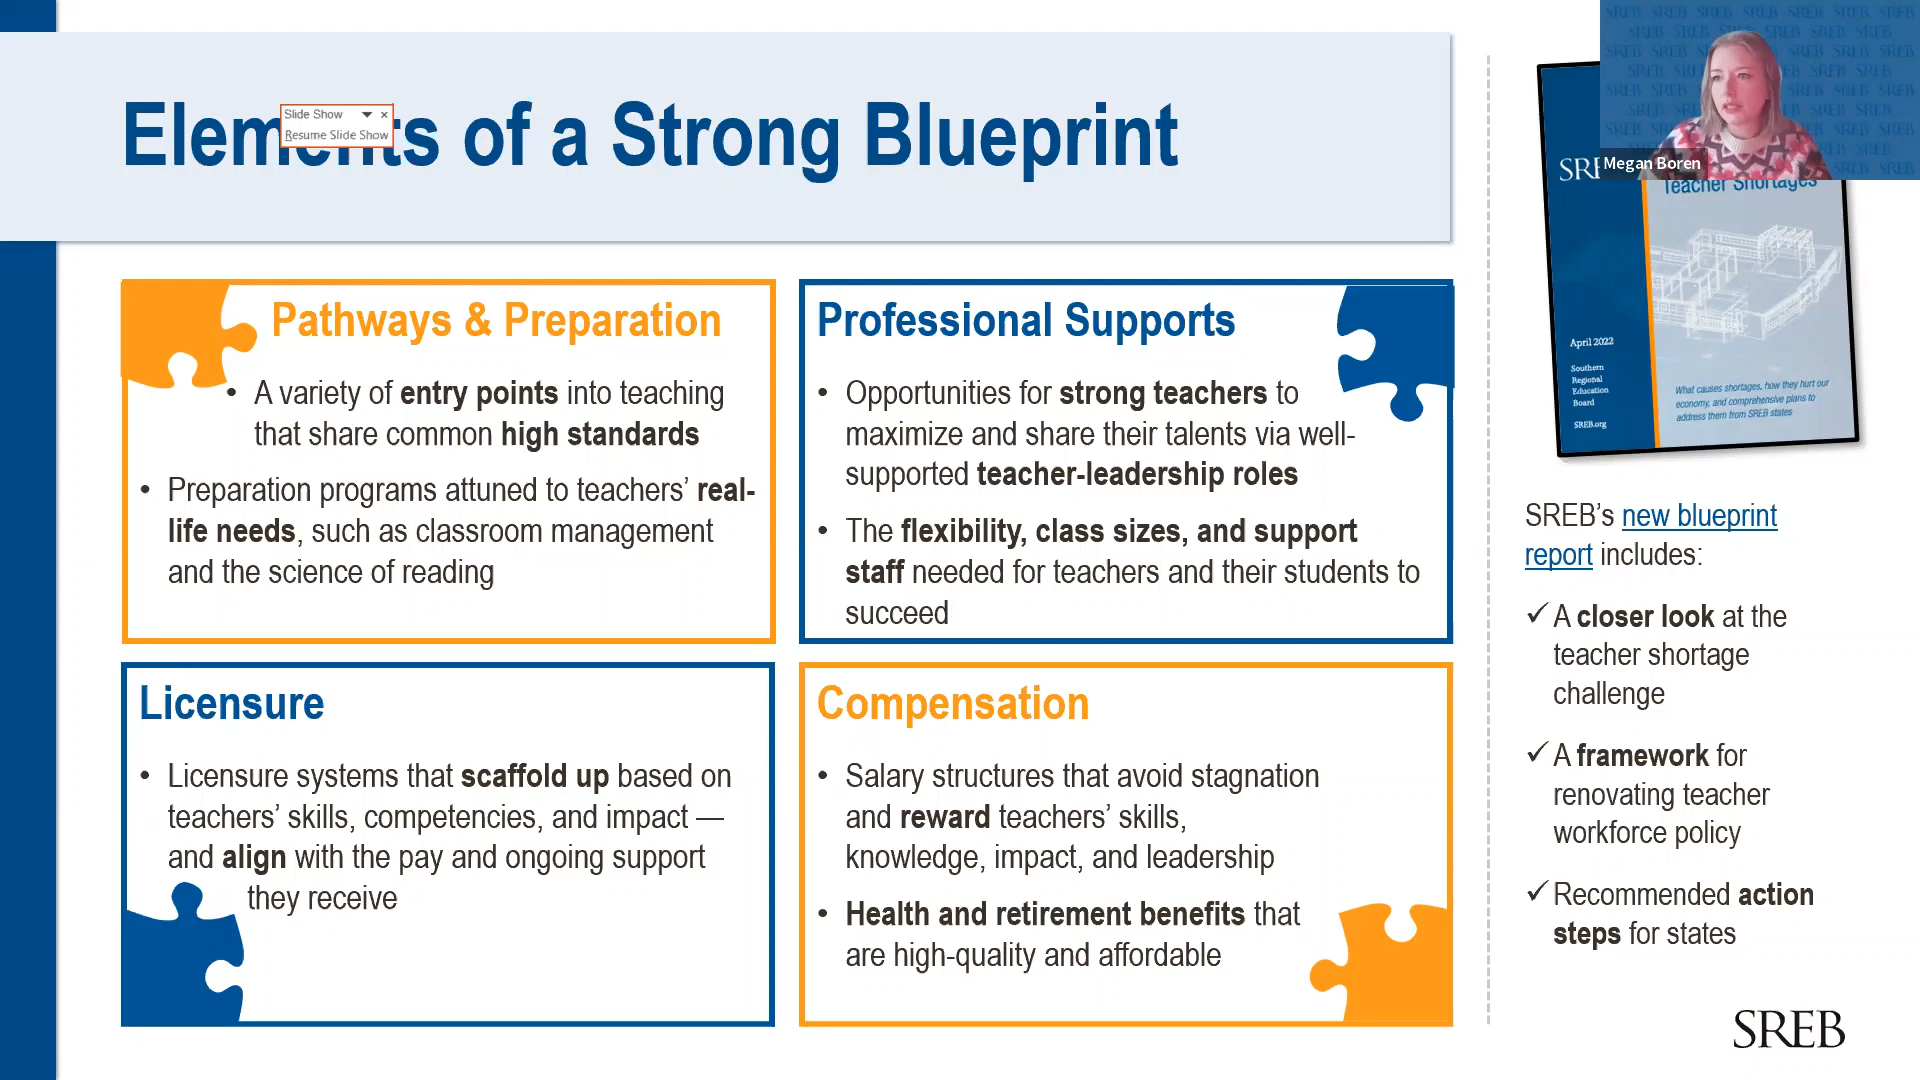 Elements of a Strong Blueprint
Slide Show
Resume Slide Show
Pathways & Preparation
• A variety of entry points into teaching
that share common high standards
• Preparation programs attuned to teachers’ real-
life needs, such as classroom management
and the science of reading
Professional Supports
• Opportunities for strong teachers to
maximize and share their talents via well-
supported teacher-leadership roles
• The flexibility, class sizes, and support
staff needed for teachers and their students to
succeed
Licensure
• Licensure systems that scaffold up based on
teachers’ skills, competencies, and impact —
and align with the pay and ongoing support
they receive
Compensation
• Salary structures that avoid stagnation
and reward teachers’ skills,
knowledge, impact, and leadership
• Health and retirement benefits that
are high-quality and affordable
Megan Boren
Teacher Shortages
April 2022
Southern
Regional
Education
Board
SREB.org
What causes shortages, how they hurt our
economy, and comprehensive plans to
address them from SREB states
SREB’s new blueprint
report includes:
✓ A closer look at the
teacher shortage
challenge
✓ A framework for
renovating teacher
workforce policy
✓ Recommended action
steps for states
SREB